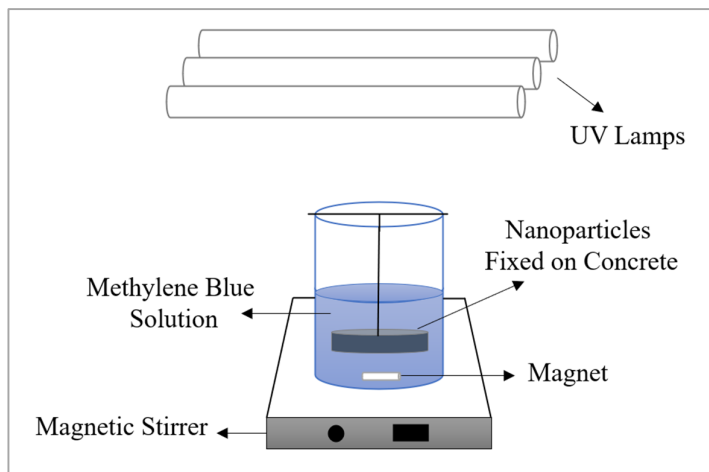 UV Lamps
Nanoparticles
Fixed on Concrete
Methylene Blue
Solution
Magnet
Magnetic Stirrer